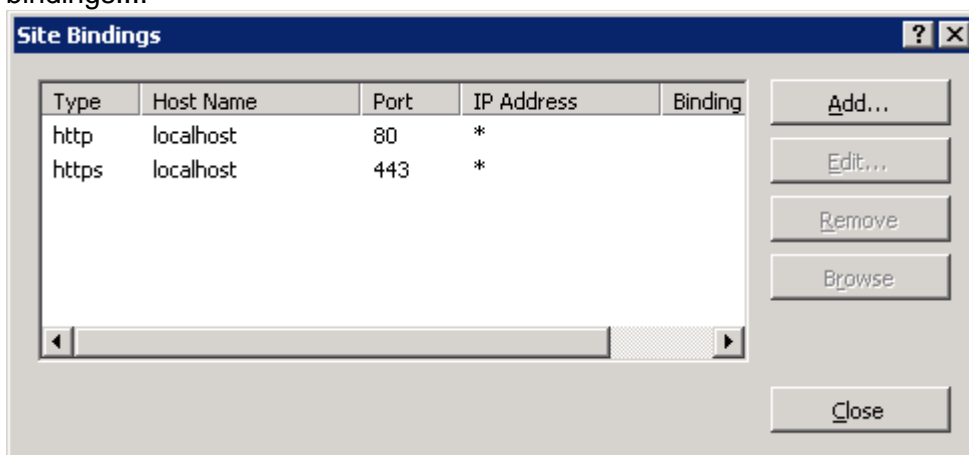 bindings....
Site Bindings
Type Host Name Port IP Address Binding
http localhost 80 *
https localhost 443 *
Add...
Edit...
Remove
Browse
Close